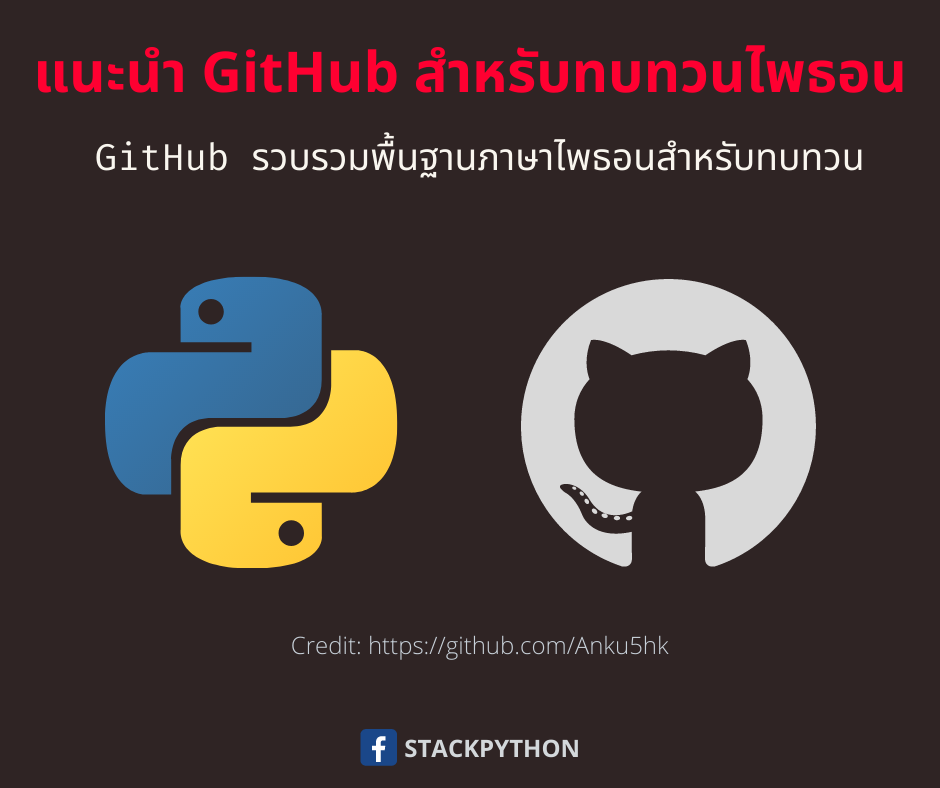 แนะนำ GitHub สำหรับทบทวนไพธอน
GitHub รวบรวมพื้นฐานภาษาไพธอนสำหรับทบทวน
Credit: https://github.com/Anku5hk
STACKPYTHON